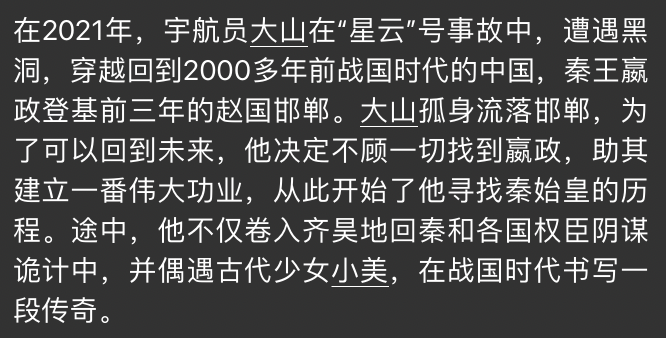 在2021年，宇航员大山在“星云”号事故中，遭遇黑
洞，穿越回到2000多年前战国时代的中国，秦王嬴
政登基前三年的赵国邯郸。大山孤身流落邯郸，为
了可以回到未来，他决定不顾一切找到嬴政，助其
建立一番伟大功业，从此开始了他寻找秦始皇的历
程。途中，他不仅卷入齐昊地回秦和各国权臣阴谋
诡计中，并偶遇古代少女小美，在战国时代书写一
段传奇。